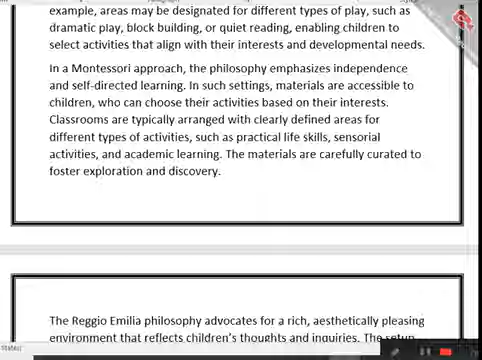 example, areas may be designated for different types of play, such as
dramatic play, block building, or quiet reading, enabling children to
select activities that align with their interests and developmental needs.
In a Montessori approach, the philosophy emphasizes independence
and self-directed learning. In such settings, materials are accessible to
children, who can choose their activities based on their interests.
Classrooms are typically arranged with clearly defined areas for
different types of activities, such as practical life skills, sensorial
activities, and academic learning. The materials are carefully curated to
foster exploration and discovery.
The Reggio Emilia philosophy advocates for a rich, aesthetically pleasing
environment that reflects children's thoughts and inquiries. The setup
States)